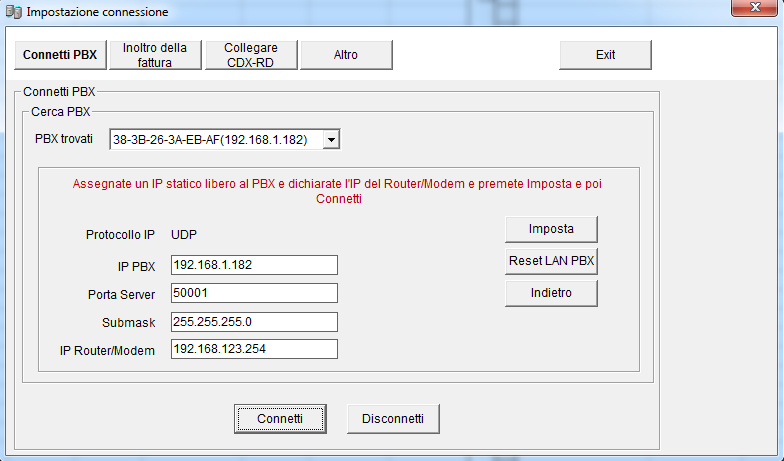 Impostazione connessione
Connetti PBX
Inoltro della
fattura
Collegare
CDX-RD
Altro
Exit
Connetti PBX
Cerca PBX
PBX trovati
38-3B-26-3A-EB-AF(192.168.1.182)
Assegnate un IP statico libero al PBX e dichiarate l'IP del Router/Modem e premete Imposta e poi
Connetti
Protocollo IP UDP
Imposta
IP PBX 192.168.1.182
Reset LAN PBX
Porta Server 50001
Indietro
Submask 255.255.255.0
IP Router/Modem 192.168.123.254
Connetti
Disconnetti